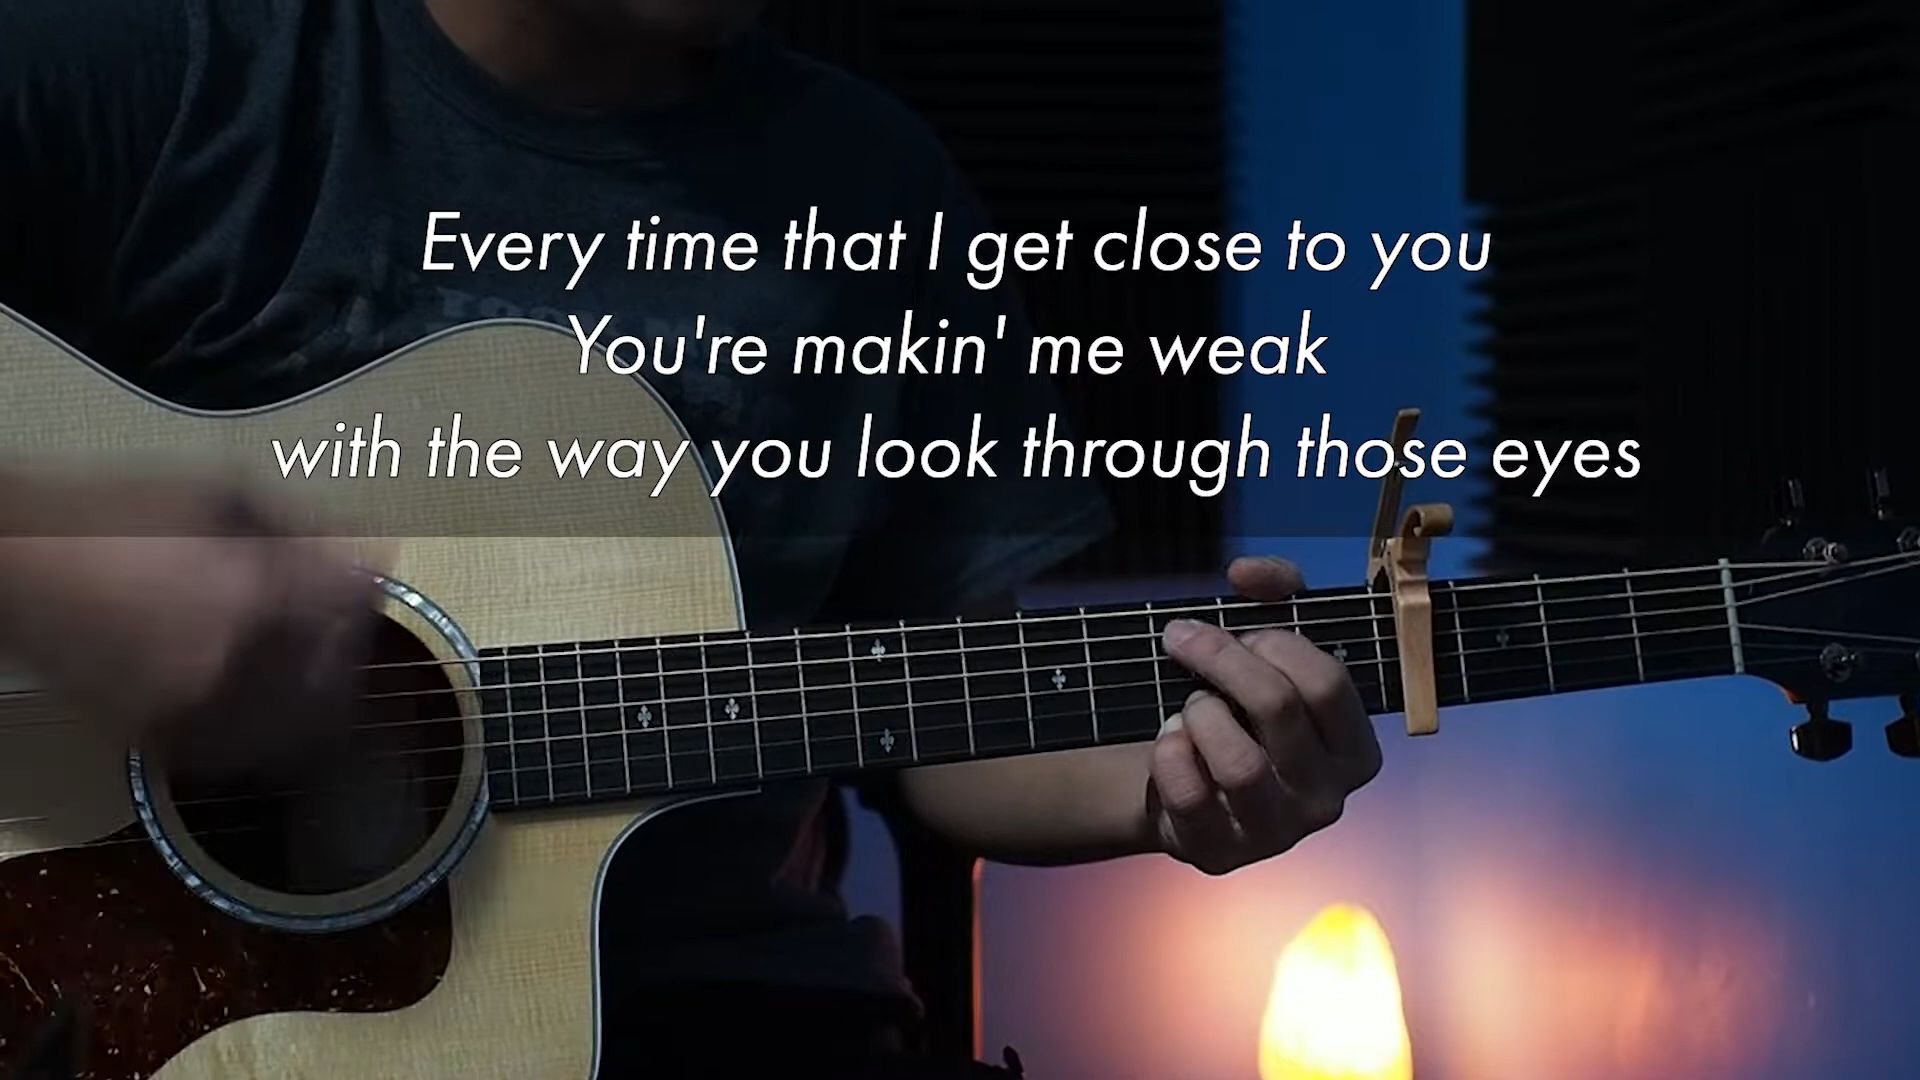 Every time that I get close to you
You're makin' me weak
with the way you look through those eyes